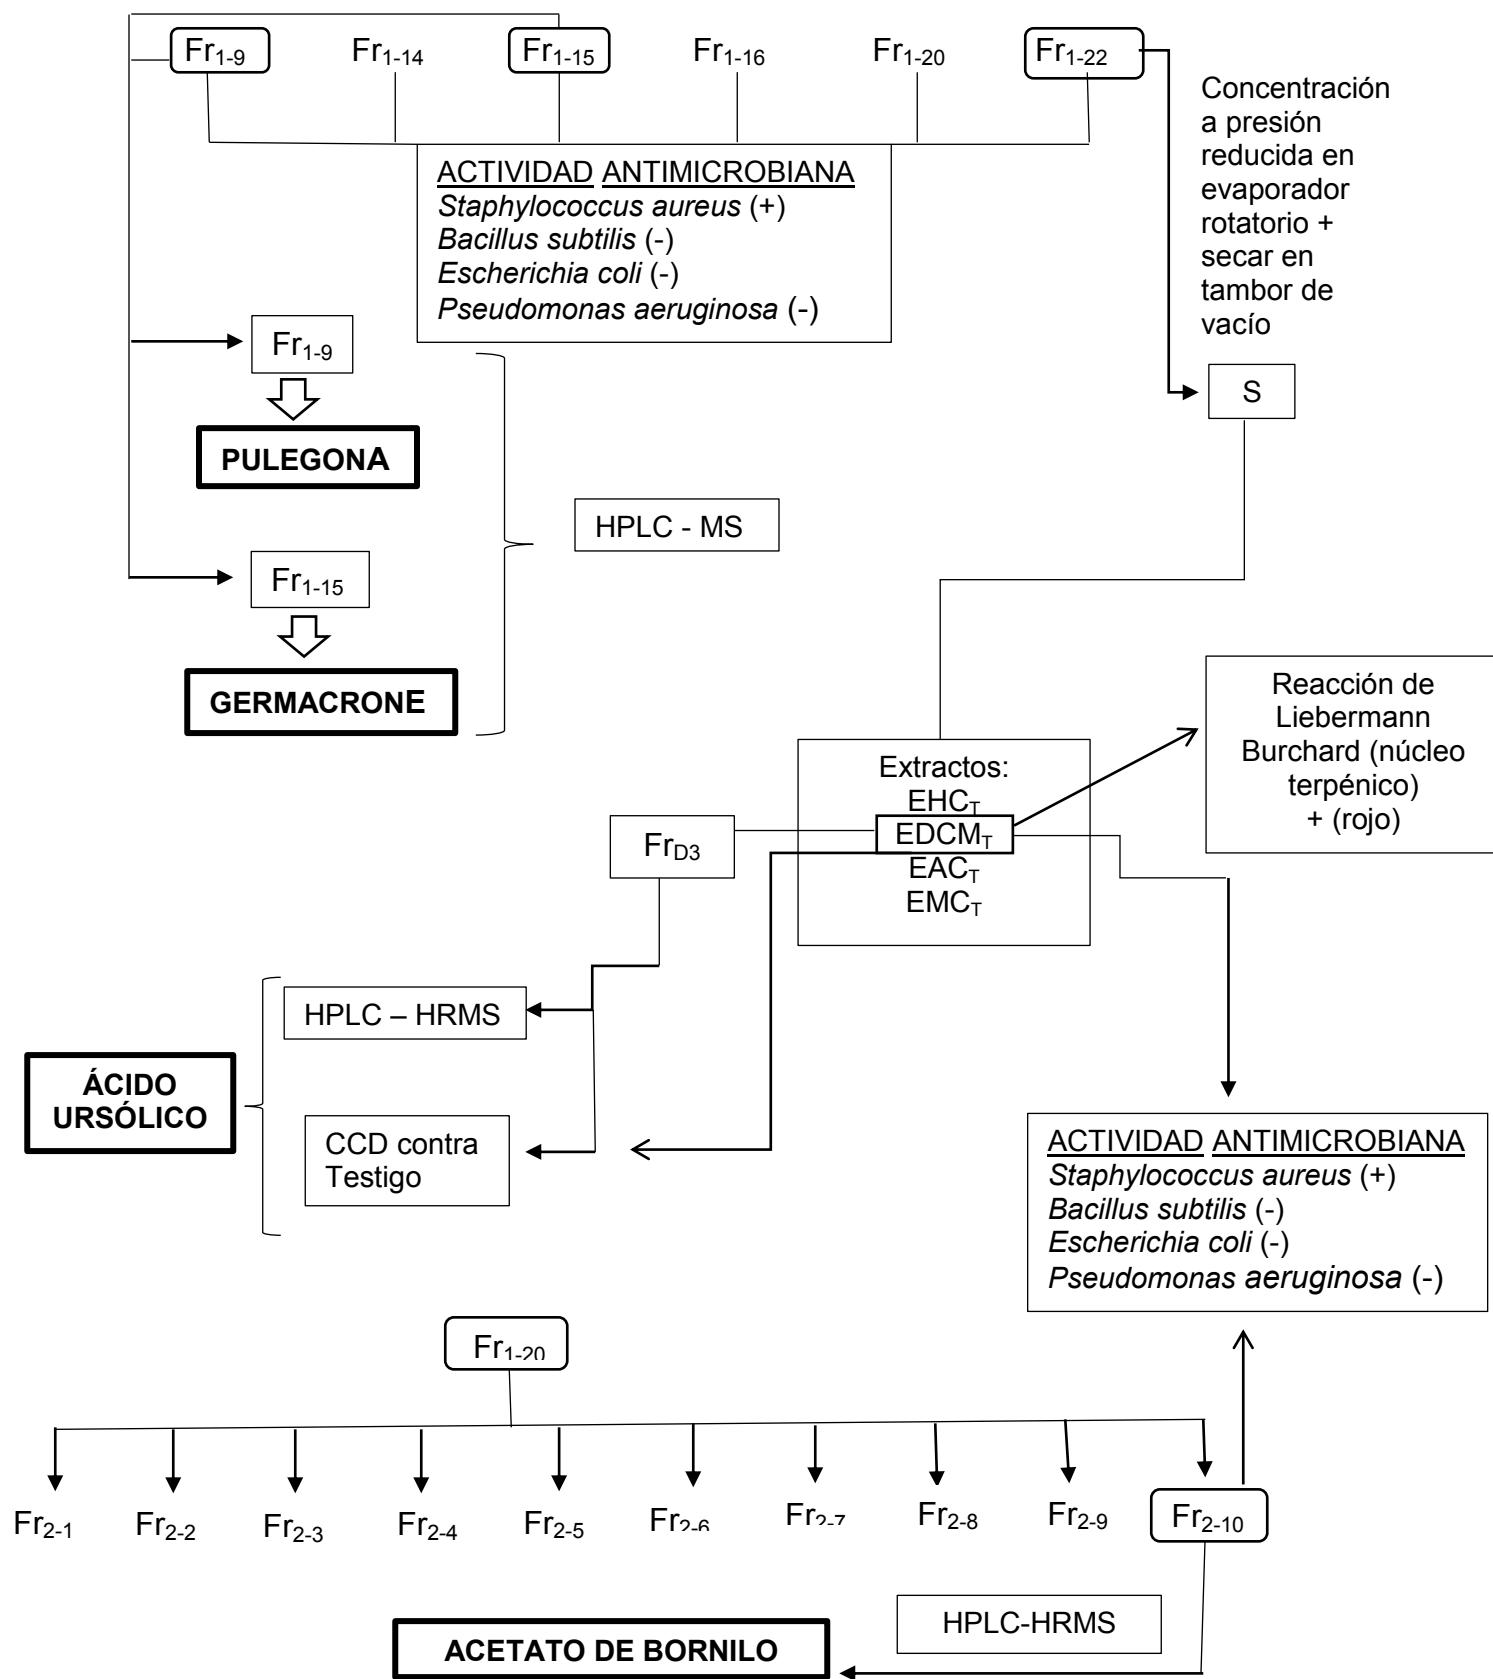 Fr1-9 Fr1-14 Fr1-15 Fr1-16 Fr1-20 Fr1-22
Concentración
a presión
reducida en
evaporador
rotatorio +
secar en
tambor de
vacío
ACTIVIDAD ANTIMICROBIANA
Staphylococcus aureus (+)
Bacillus subtilis (-)
Escherichia coli (-)
Pseudomonas aeruginosa (-)
Fr1-9
S
PULEGONA
HPLC - MS
Fr1-15
GERMACRONE
Reacción de
Liebermann
Burchard (núcleo
terpénico)
+ (rojo)
Extractos:
EHCT
EDCMT
EACT
EMCT
FrD3
HPLC – HRMS
ÁCIDO
URSÓLICO
CCD contra
Testigo
ACTIVIDAD ANTIMICROBIANA
Staphylococcus aureus (+)
Bacillus subtilis (-)
Escherichia coli (-)
Pseudomonas aeruginosa (-)
Fr1-20
Fr2-1 Fr2-2 Fr2-3 Fr2-4 Fr2-5 Fr2-6 Fr2-7 Fr2-8 Fr2-9 Fr2-10
HPLC-HRMS
ACETATO DE BORNILO